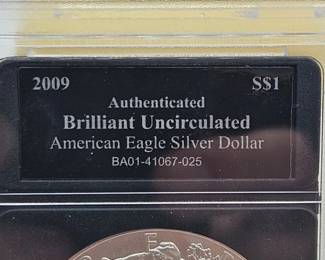 2009 S$1
Authenticated
Brilliant Uncirculated
American Eagle Silver Dollar
BA01-41067-025
E